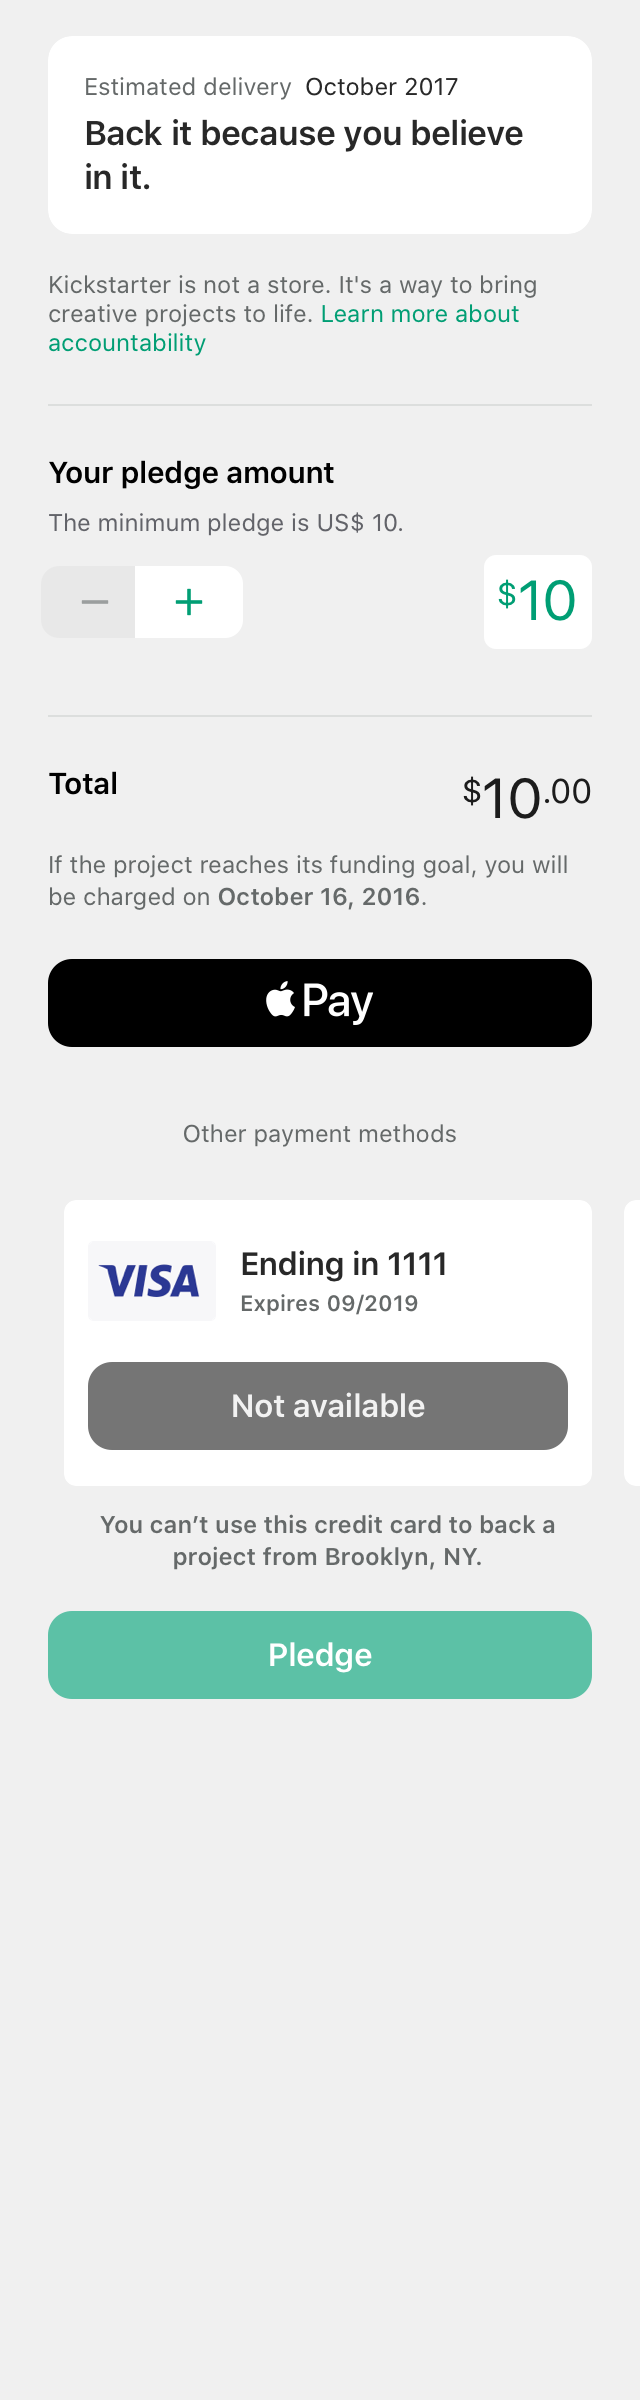 Estimated delivery October 2017
Back it because you believe
in it.
Kickstarter is not a store. It's a way to bring
creative projects to life. Learn more about
accountability
Your pledge amount
The minimum pledge is US$ 10.
− +
$10
Total
$10.00
If the project reaches its funding goal, you will
be charged on October 16, 2016.
Pay
Other payment methods
VISA
Ending in 1111
Expires 09/2019
Not available
You can’t use this credit card to back a
project from Brooklyn, NY.
Pledge